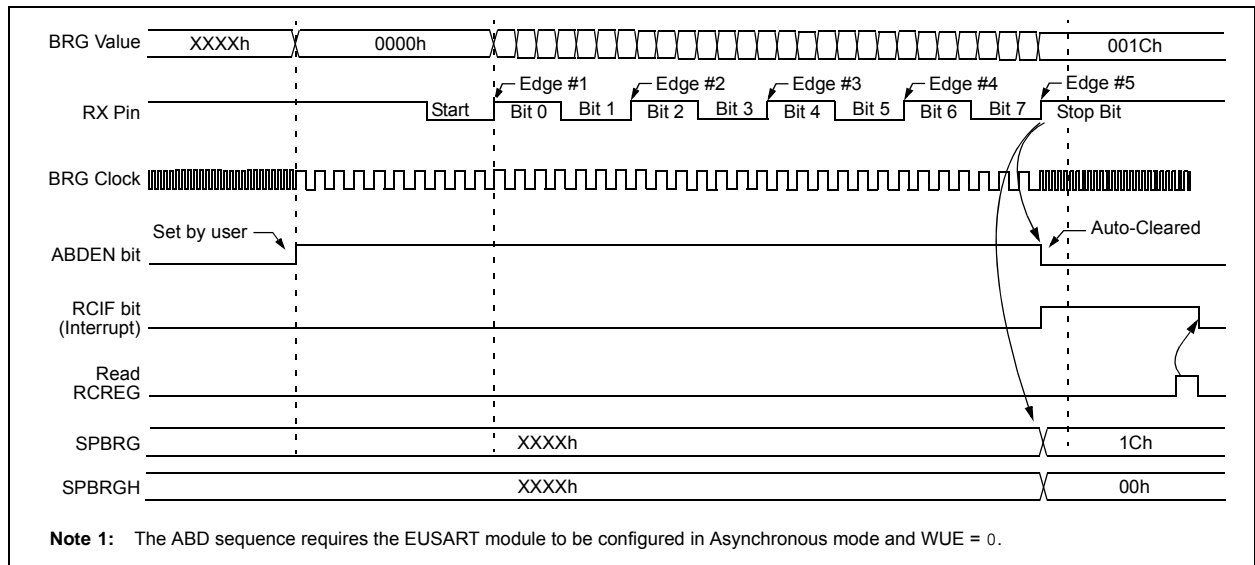 BRG Value XXXXh 0000h 001Ch
Edge #1 Edge #2 Edge #3 Edge #4 Edge #5
RX Pin Start Bit 0 Bit 1 Bit 2 Bit 3 Bit 4 Bit 5 Bit 6 Bit 7 Stop Bit
BRG Clock
Set by user Auto-Cleared
ABDEN bit
RCIF bit
(Interrupt)
Read
RCREG
SPBRG XXXXh 1Ch
SPBRGH XXXXh 00h
Note 1: The ABD sequence requires the EUSART module to be configured in Asynchronous mode and WUE = 0.